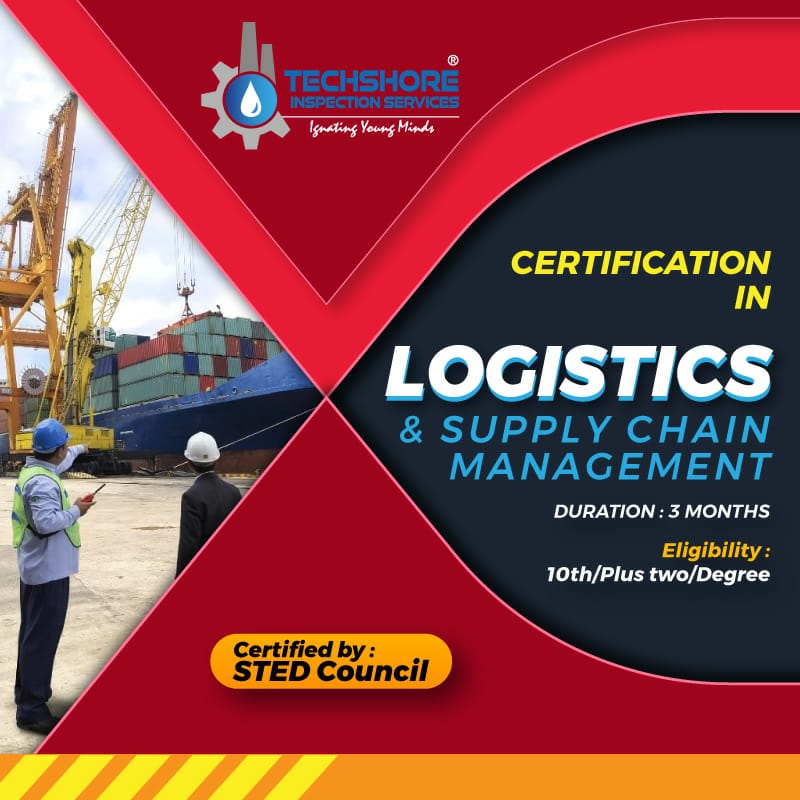 TECHSHORE®
INSPECTION SERVICES
Ignating Young Minds
CERTIFICATION
IN
LOGISTICS
& SUPPLY CHAIN
MANAGEMENT
DURATION : 3 MONTHS
Eligibility :
10th/Plus two/Degree
Certified by :
STED Council